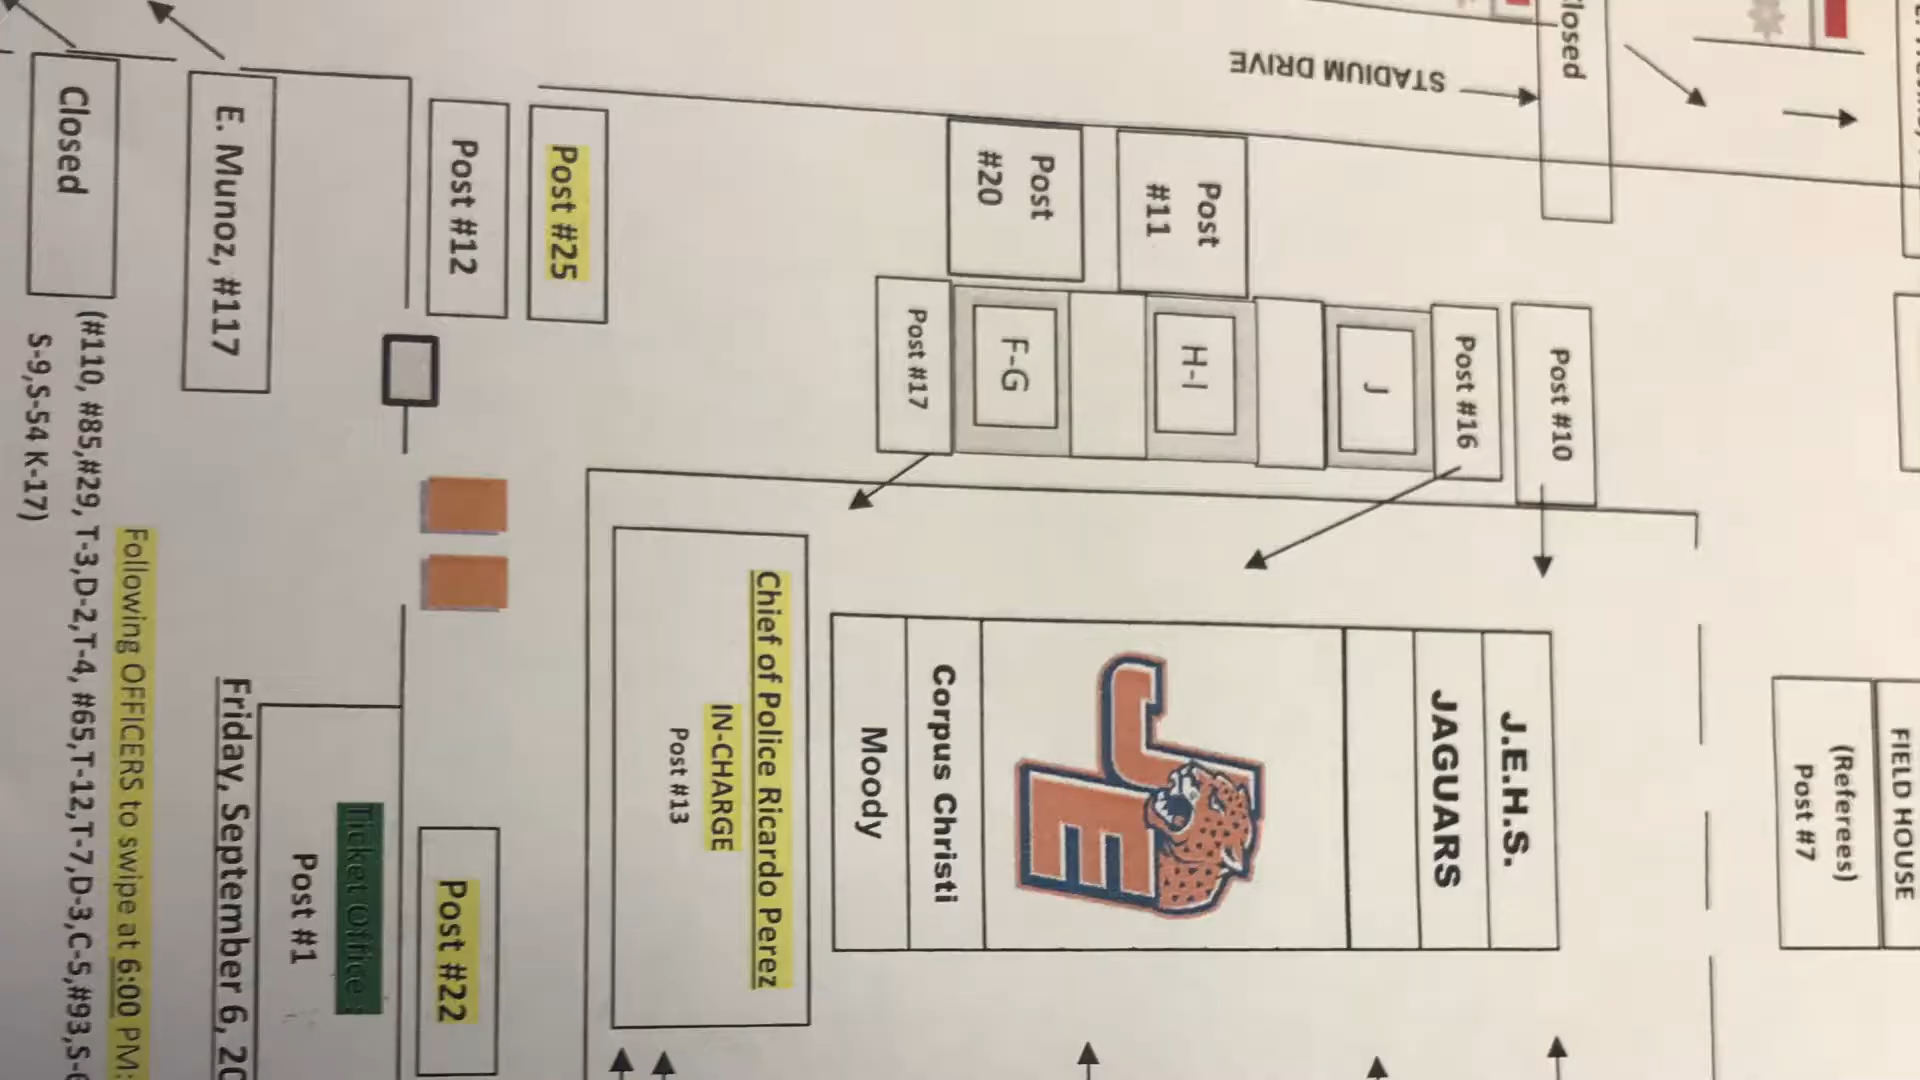 FIELD HOUSE
(Referees)
Post #7
Closed
STADIUM DRIVE
Post #10
Post #16
J
Post
#11
H-I
Post
#20
F-G
Post #17
J.E.H.S.
JAGUARS
JE
Corpus Christi
Moody
Chief of Police Ricardo Perez
IN-CHARGE
Post #13
Post #25
Post #12
Post #22
Ticket Office
Post #1
E. Munoz, #117
Friday, September 6, 20
Following OFFICERS to swipe at 6:00 PM:
Closed
(#110, #85,#29, T-3,D-2,T-4, #65,T-12,T-7,D-3,C-5,#93,S-6
S-9,S-54 K-17)